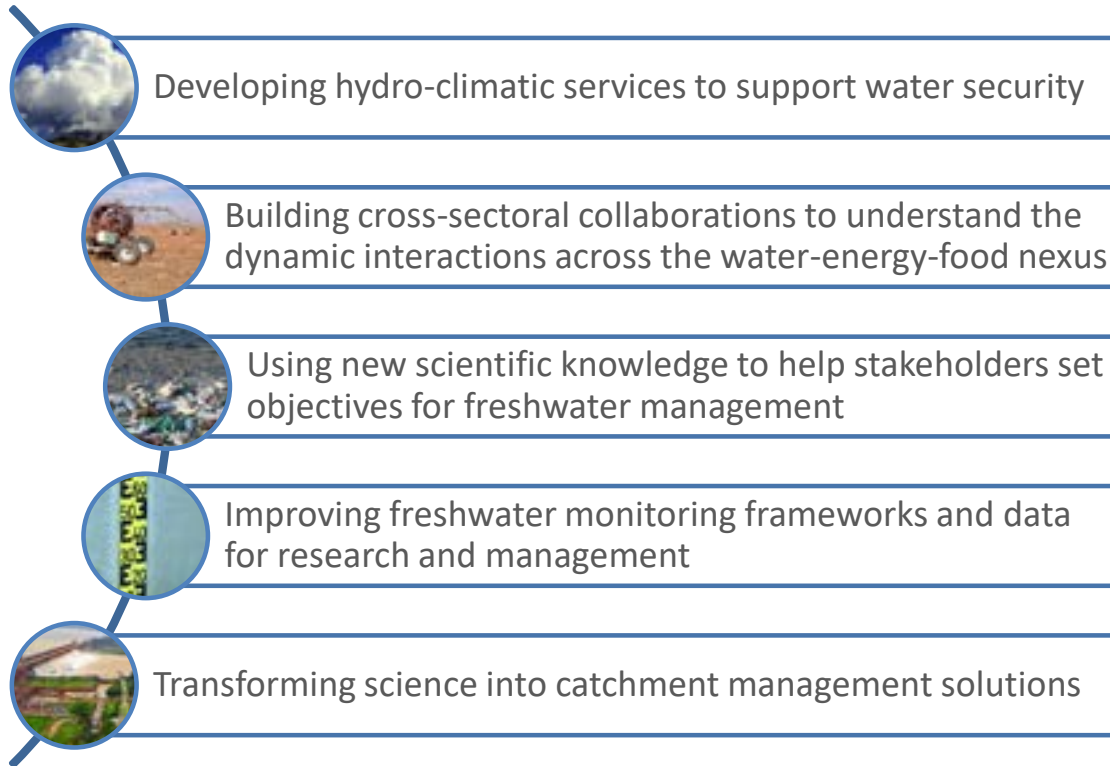 Developing hydro-climatic services to support water security
Building cross-sectoral collaborations to understand the
dynamic interactions across the water-energy-food nexus
Using new scientific knowledge to help stakeholders set
objectives for freshwater management
Improving freshwater monitoring frameworks and data
for research and management
Transforming science into catchment management solutions